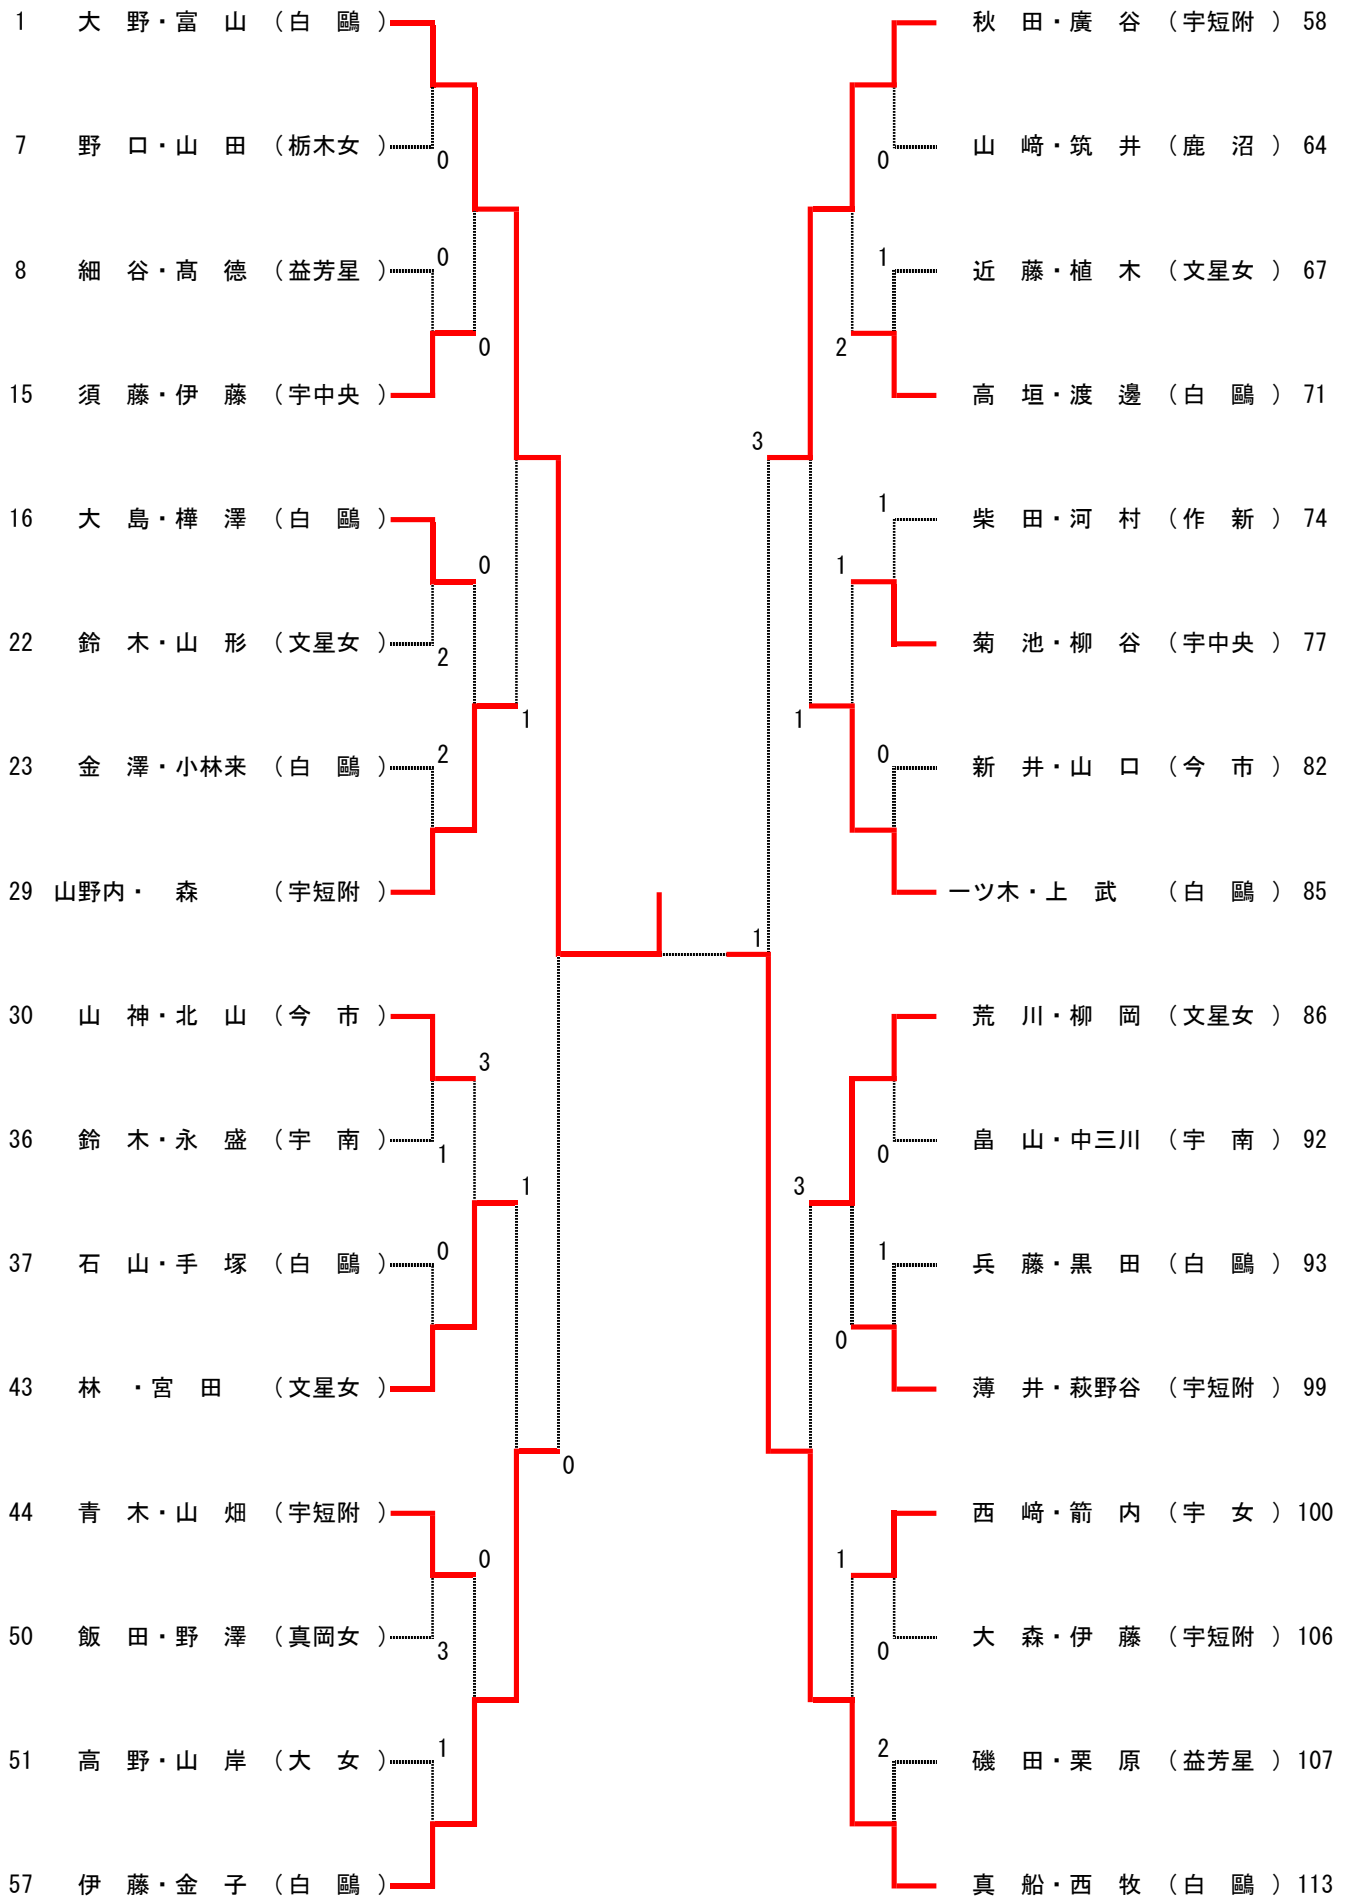 1 大 野・富 山 （白 鷗 ）
7 野 口・山 田 （栃木女 ）
0
8 細 谷・髙 德 （益芳星 ）
0
0
15 須 藤・伊 藤 （宇中央 ）
16 大 島・樺 澤 （白 鷗 ）
0
22 鈴 木・山 形 （文星女 ）
2
1
23 金 澤・小林来 （白 鷗 ）
2
29 山野内・ 森 （宇短附 ）
30 山 神・北 山 （今 市 ）
3
36 鈴 木・永 盛 （宇 南 ）
1
1
37 石 山・手 塚 （白 鷗 ）
0
43 林 ・宮 田 （文星女 ）
0
44 青 木・山 畑 （宇短附 ）
0
50 飯 田・野 澤 （真岡女 ）
3
51 高 野・山 岸 （大 女 ）
1
57 伊 藤・金 子 （白 鷗 ）
秋 田・廣 谷 （宇短附 ） 58
0
山 﨑・筑 井 （鹿 沼 ） 64
1
近 藤・植 木 （文星女 ） 67
2
高 垣・渡 邊 （白 鷗 ） 71
3
1
柴 田・河 村 （作 新 ） 74
1
菊 池・柳 谷 （宇中央 ） 77
1
0
新 井・山 口 （今 市 ） 82
一ツ木・上 武 （白 鷗 ） 85
1
荒 川・柳 岡 （文星女 ） 86
0
畠 山・中三川 （宇 南 ） 92
3
1
兵 藤・黒 田 （白 鷗 ） 93
0
薄 井・萩野谷 （宇短附 ） 99
西 﨑・箭 内 （宇 女 ） 100
1
0
大 森・伊 藤 （宇短附 ） 106
2
磯 田・栗 原 （益芳星 ） 107
真 船・西 牧 （白 鷗 ） 113